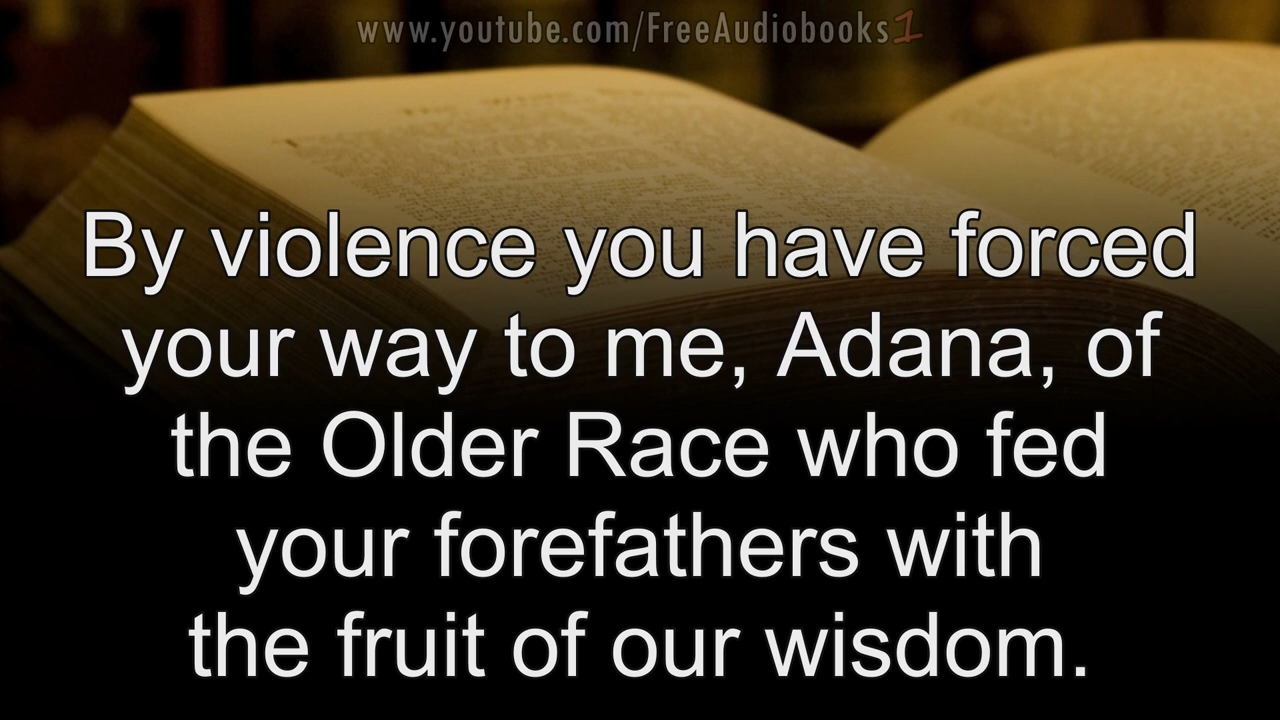 www.youtube.com/FreeAudiobooks1
By violence you have forced
your way to me, Adana, of
the Older Race who fed
your forefathers with
the fruit of our wisdom.